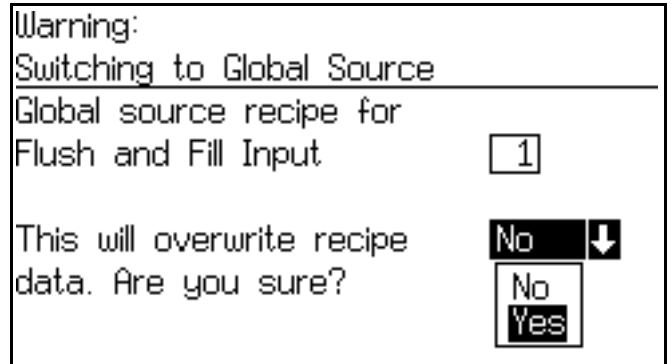 Warning:
Switching to Global Source
Global source recipe for
Flush and Fill Input 1
This will overwrite recipe No
data. Are you sure?
No
Yes